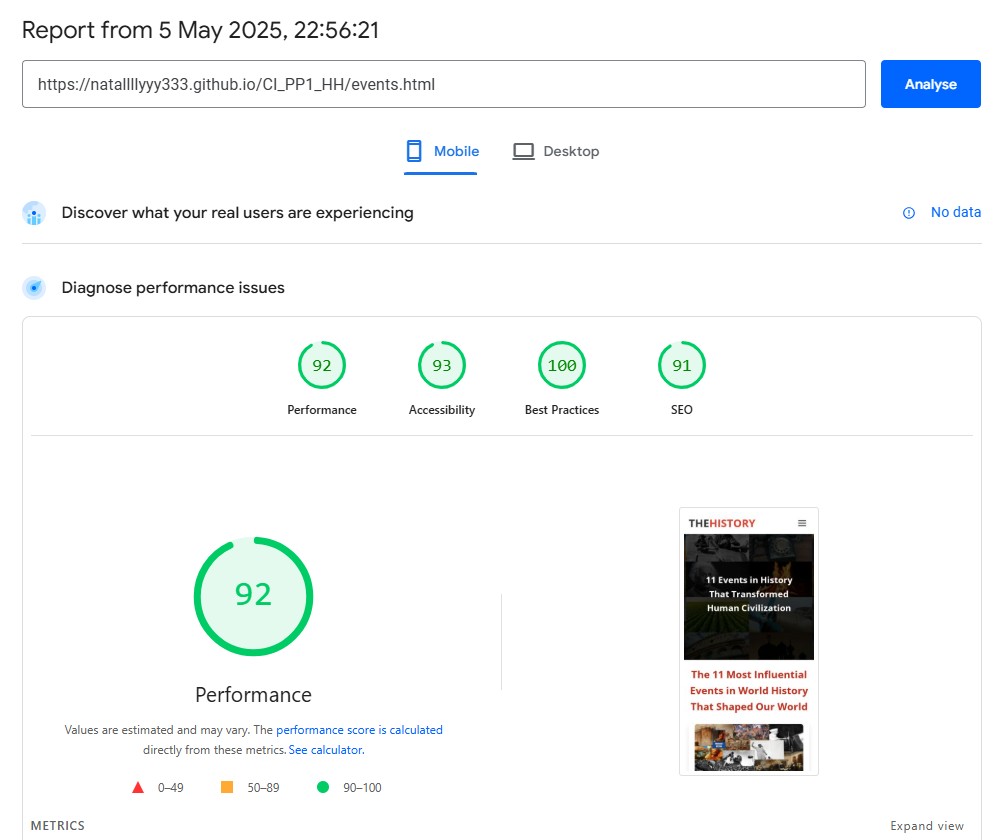 Report from 5 May 2025, 22:56:21
https://natallllyyy333.github.io/CI_PP1_HH/events.html
Analyse
Mobile
Desktop
Discover what your real users are experiencing
No data
Diagnose performance issues
92
93
100
91
Performance
Accessibility
Best Practices
SEO
92
Performance
Values are estimated and may vary. The performance score is calculated
directly from these metrics. See calculator.
0–49
50–89
90–100
THEHISTORY
11 Events in History
That Transformed
Human Civilization
The 11 Most Influential
Events in World History
That Shaped Our World
METRICS
Expand view